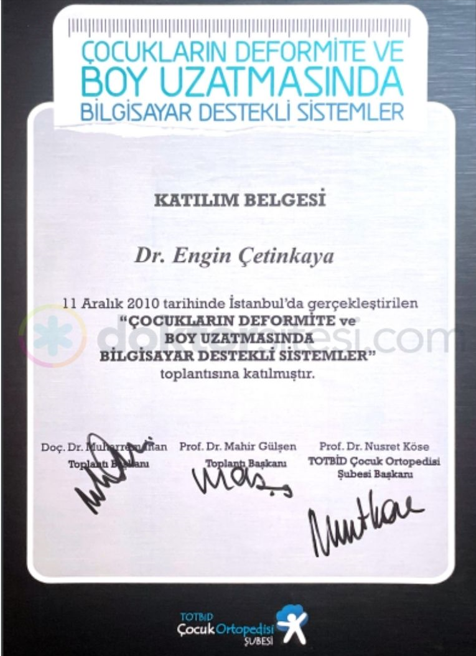 ÇOCUKLARIN DEFORMİTE VE
BOY UZATMASINDA
BİLGİSAYAR DESTEKLİ SİSTEMLER
KATILIM BELGESİ
Dr. Engin Çetinkaya
11 Aralık 2010 tarihinde İstanbul'da gerçekleştirilen
"ÇOCUKLARIN DEFORMİTE ve
BOY UZATMASINDA
BİLGİSAYAR DESTEKLİ SİSTEMLER"
toplantısına katılmıştır.
doktorsitesi.com
Doç. Dr. Muharrem Prof. Dr. Mahir Gülşen Prof. Dr. Nusret Köse
Toplantı Başkanı Toplantı Başkanı TOTBİD Çocuk Ortopedisi
Şubesi Başkanı
TOTBİD
Çocuk Ortopedisi
ŞUBESİ